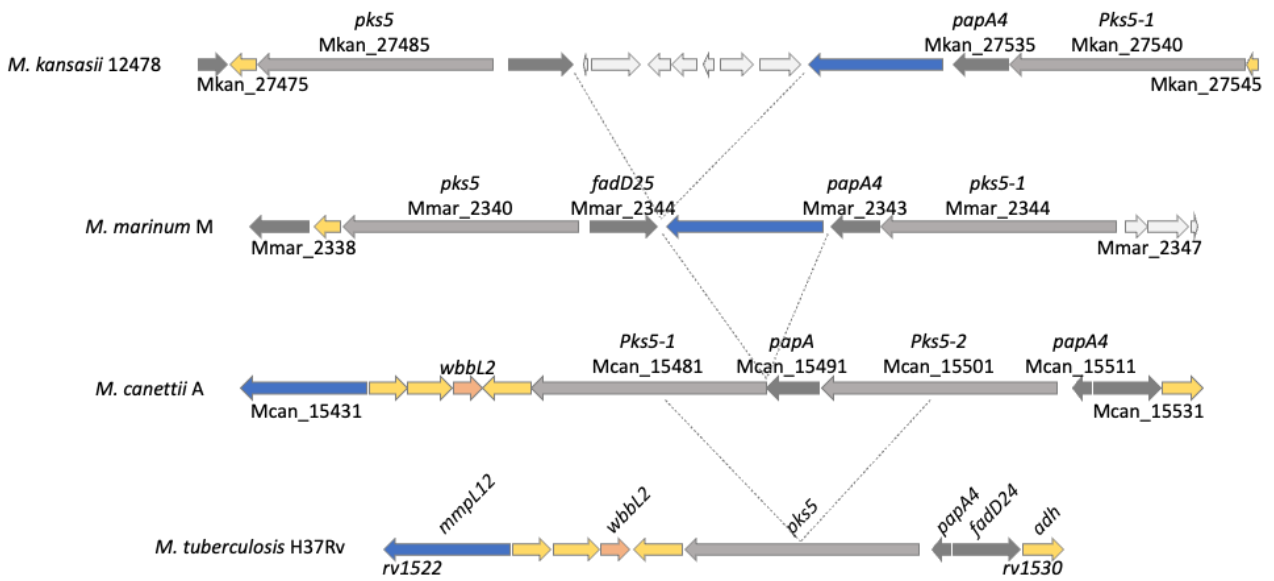 pks5
papA4
Pks5-1
Mkan_27485
Mkan_27535
Mkan_27540
M. kansasii 12478
Mkan_27475
Mkan_27545
pks5
fadD25
papA4
pks5-1
Mmar_2340
Mmar_2344
Mmar_2343
Mmar_2344
M. marinum M
Mmar_2338
Mmar_2347
Pks5-1
papA
Pks5-2
papA4
wbbL2
Mcan_15481
Mcan_15491
Mcan_15501
Mcan_15511
M. canettii A
Mcan_15431
Mcan_15531
mmpL12
wbbL2
pks5
papA4
fadD24
adh
M. tuberculosis H37Rv
rv1522
rv1530